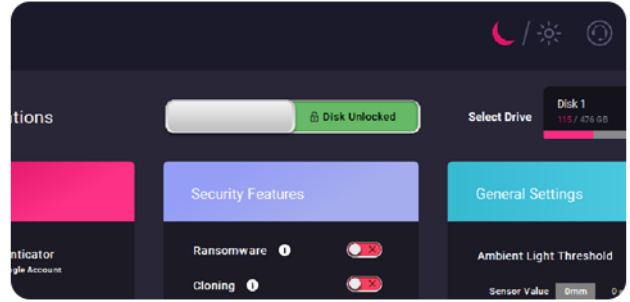 tions
Disk Unlocked
Select Drive
Disk 1
115 / 476 GB
Security Features
General Settings
nticator
gle Account
Ransomware
Cloning
Ambient Light Threshold
Sensor Value 0mm